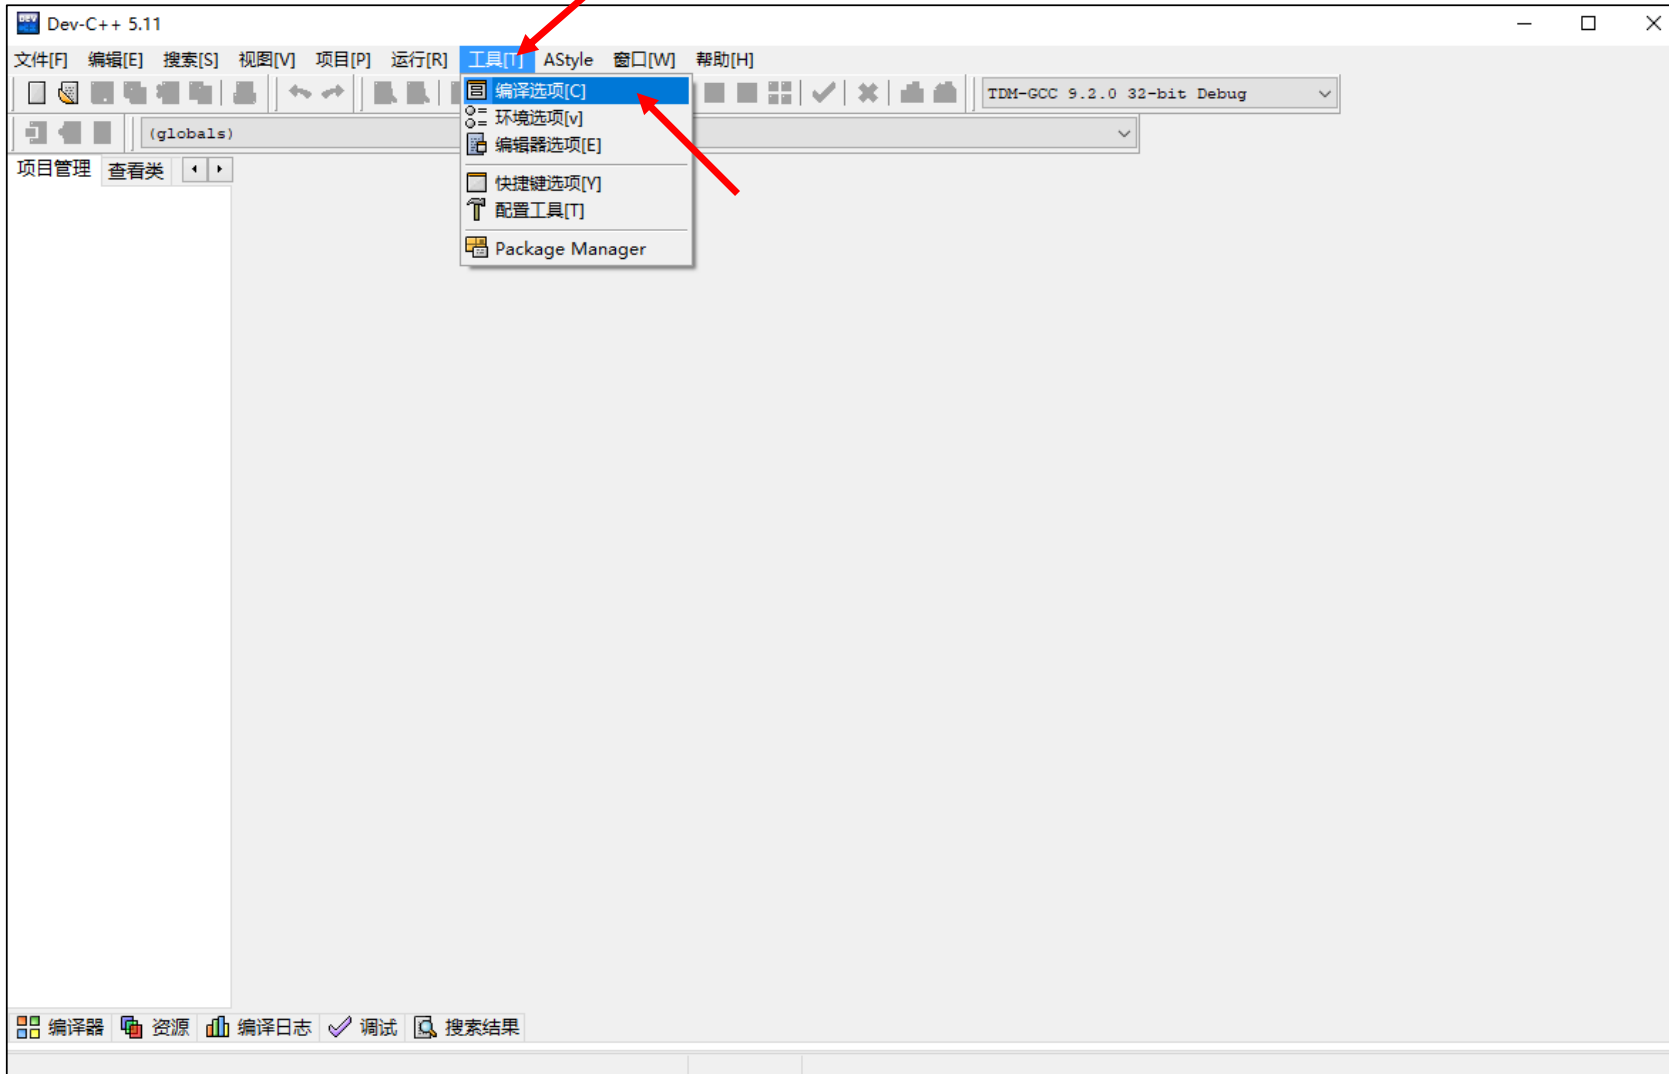 Dev-C++ 5.11
文件[F] 编辑[E] 搜索[S] 视图[V] 项目[P] 运行[R] 工具[T] AStyle 窗口[W] 帮助[H]
编译选项[C]
TDM-GCC 9.2.0 32-bit Debug
环境选项[v]
(globals)
编辑器选项[E]
项目管理 查看类
快捷键选项[Y]
配置工具[T]
Package Manager
编译器 资源 编译日志 调试 搜索结果